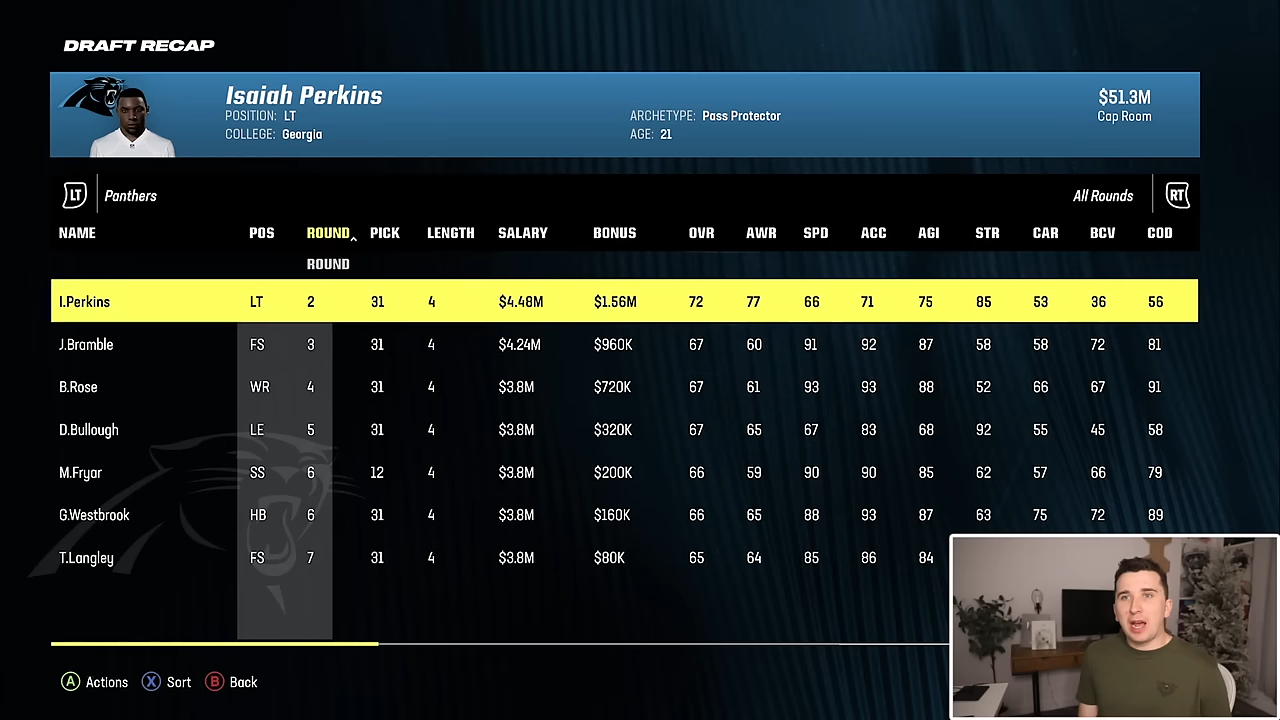 DRAFT RECAP
Isaiah Perkins
POSITION: LT
COLLEGE: Georgia
ARCHETYPE: Pass Protector
AGE: 21
$51.3M
Cap Room
LT Panthers All Rounds RT
NAME POS ROUND PICK LENGTH SALARY BONUS OVR AWR SPD ACC AGI STR CAR BCV COD
ROUND
I.Perkins LT 2 31 4 $4.48M $1.56M 72 77 66 71 75 85 53 36 56
J.Bramble FS 3 31 4 $4.24M $960K 67 60 91 92 87 58 58 72 81
B.Rose WR 4 31 4 $3.8M $720K 67 61 93 93 88 52 66 67 91
D.Bullough LE 5 31 4 $3.8M $320K 67 65 67 83 68 92 55 45 58
M.Fryar SS 6 12 4 $3.8M $200K 66 59 90 90 85 62 57 66 79
G.Westbrook HB 6 31 4 $3.8M $160K 66 65 88 93 87 63 75 72 89
T.Langley FS 7 31 4 $3.8M $80K 65 64 85 86 84
A Actions X Sort B Back